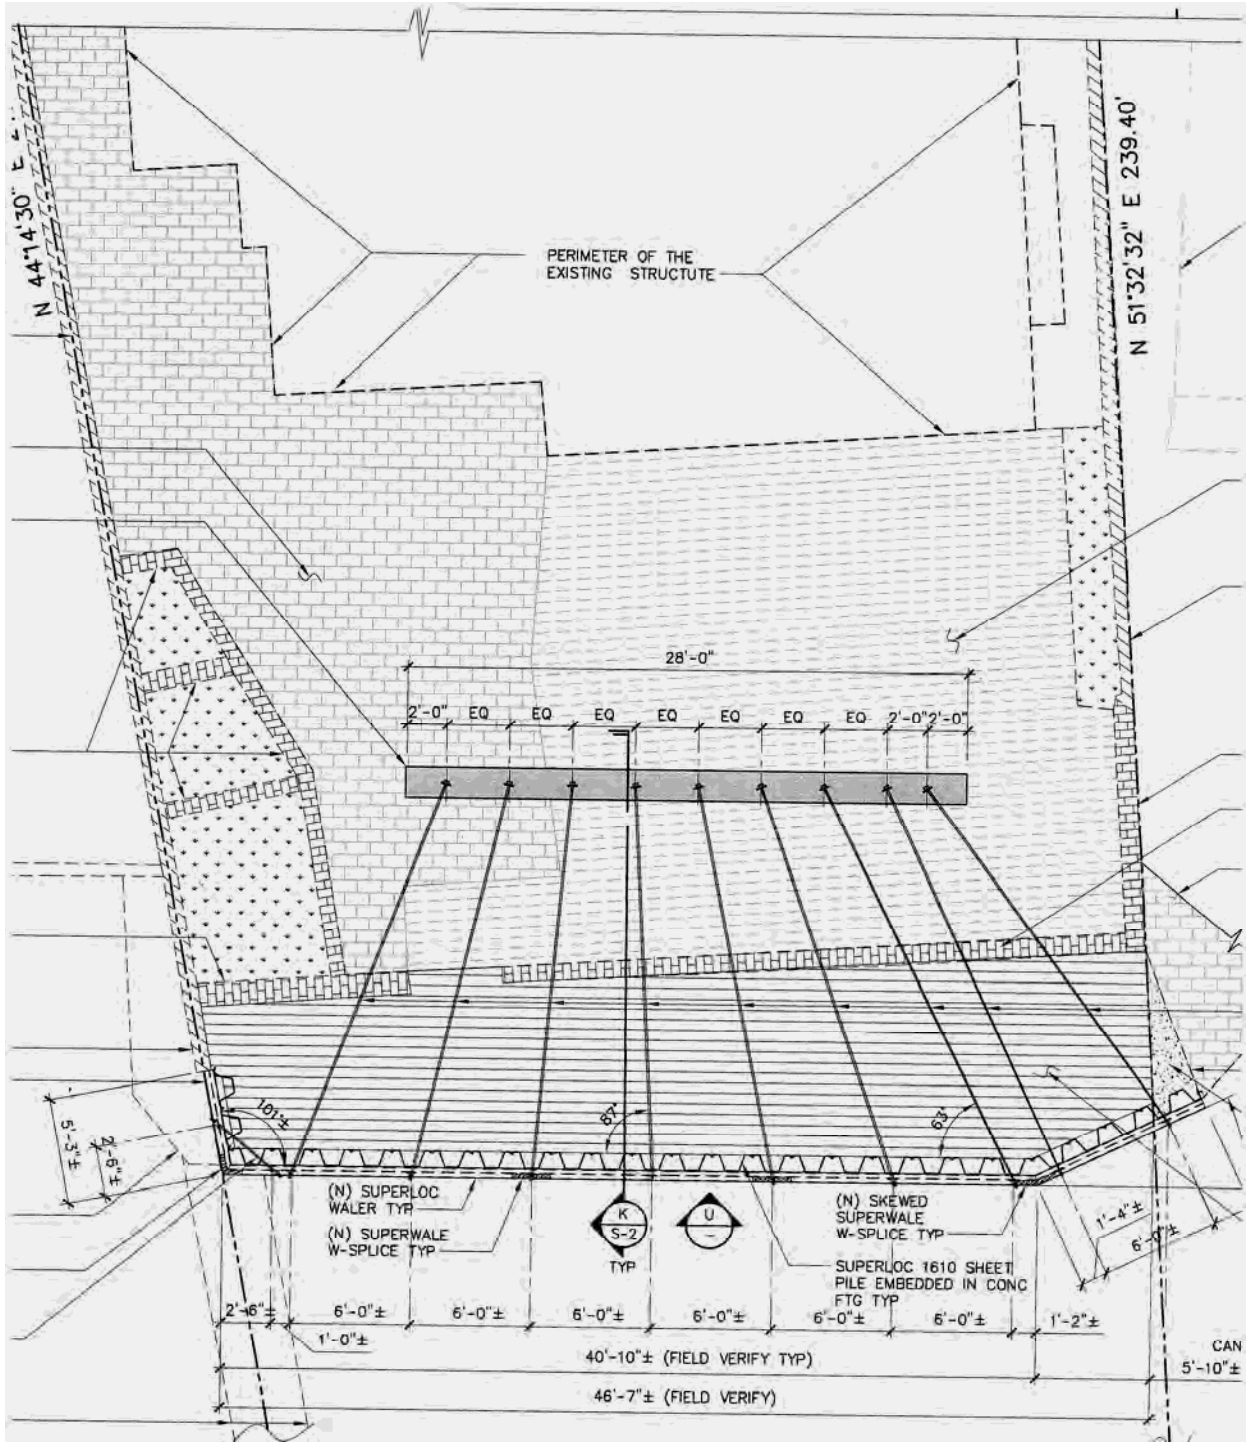 N 44°14'30" E 2
N 51°32'32" E 239.40'
PERIMETER OF THE
EXISTING STRUCTUTE
28'-0"
2'-0" EQ EQ EQ EQ EQ EQ EQ 2'-0" 2'-0"
101°±
87°
63°
5'-3"±
2'-6"±
(N) SUPERLOC
WALER TYP
(N) SUPERWALE
W-SPLICE TYP
K
S-2
TYP
U
-
(N) SKEWED
SUPERWALE
W-SPLICE TYP
SUPERLOC 1610 SHEET
PILE EMBEDDED IN CONC
FTG TYP
1'-4"±
6'-0"±
2'-6"± 6'-0"± 6'-0"± 6'-0"± 6'-0"± 6'-0"± 6'-0"± 1'-2"±
1'-0"±
40'-10"± (FIELD VERIFY TYP)
46'-7"± (FIELD VERIFY)
CAN
5'-10"±